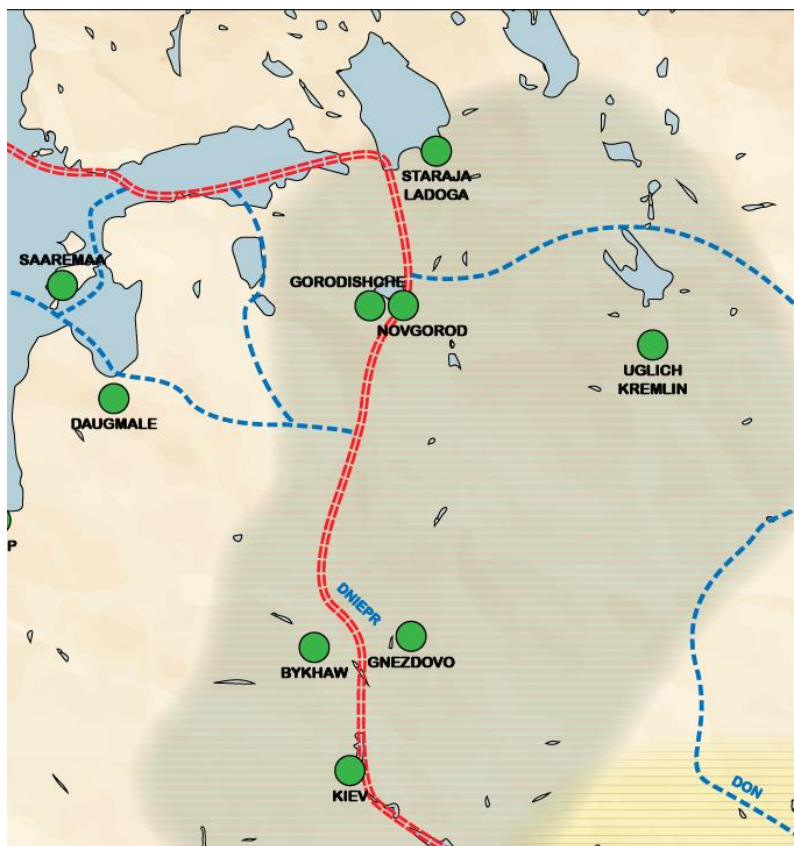 STARAJA
LADOGA
SAAREMAA
GORODISHCHE
NOVGOROD
UGLICH
KREMLIN
DAUGMALE
P
DNIEPR
BYKHAW
GNEZDOVO
KIEV
DON